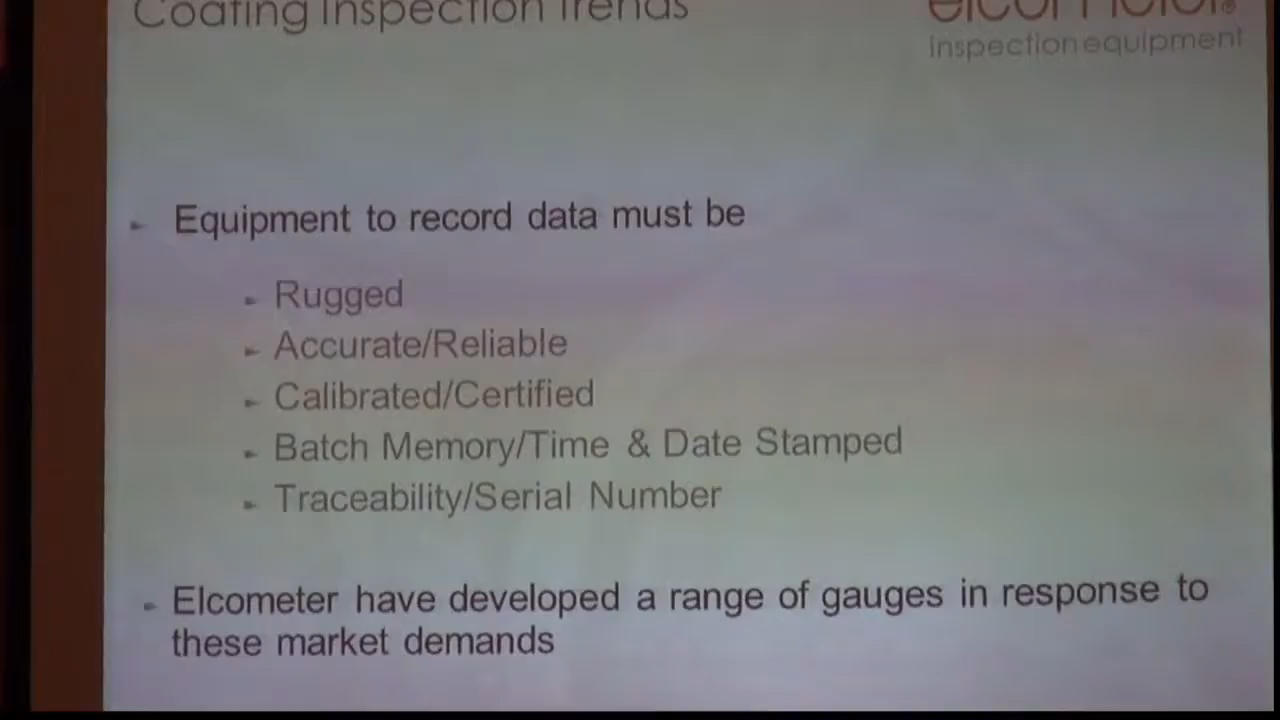 Coating Inspection Trends
elcometer®
inspection equipment
Equipment to record data must be
Rugged
Accurate/Reliable
Calibrated/Certified
Batch Memory/Time & Date Stamped
Traceability/Serial Number
Elcometer have developed a range of gauges in response to
these market demands